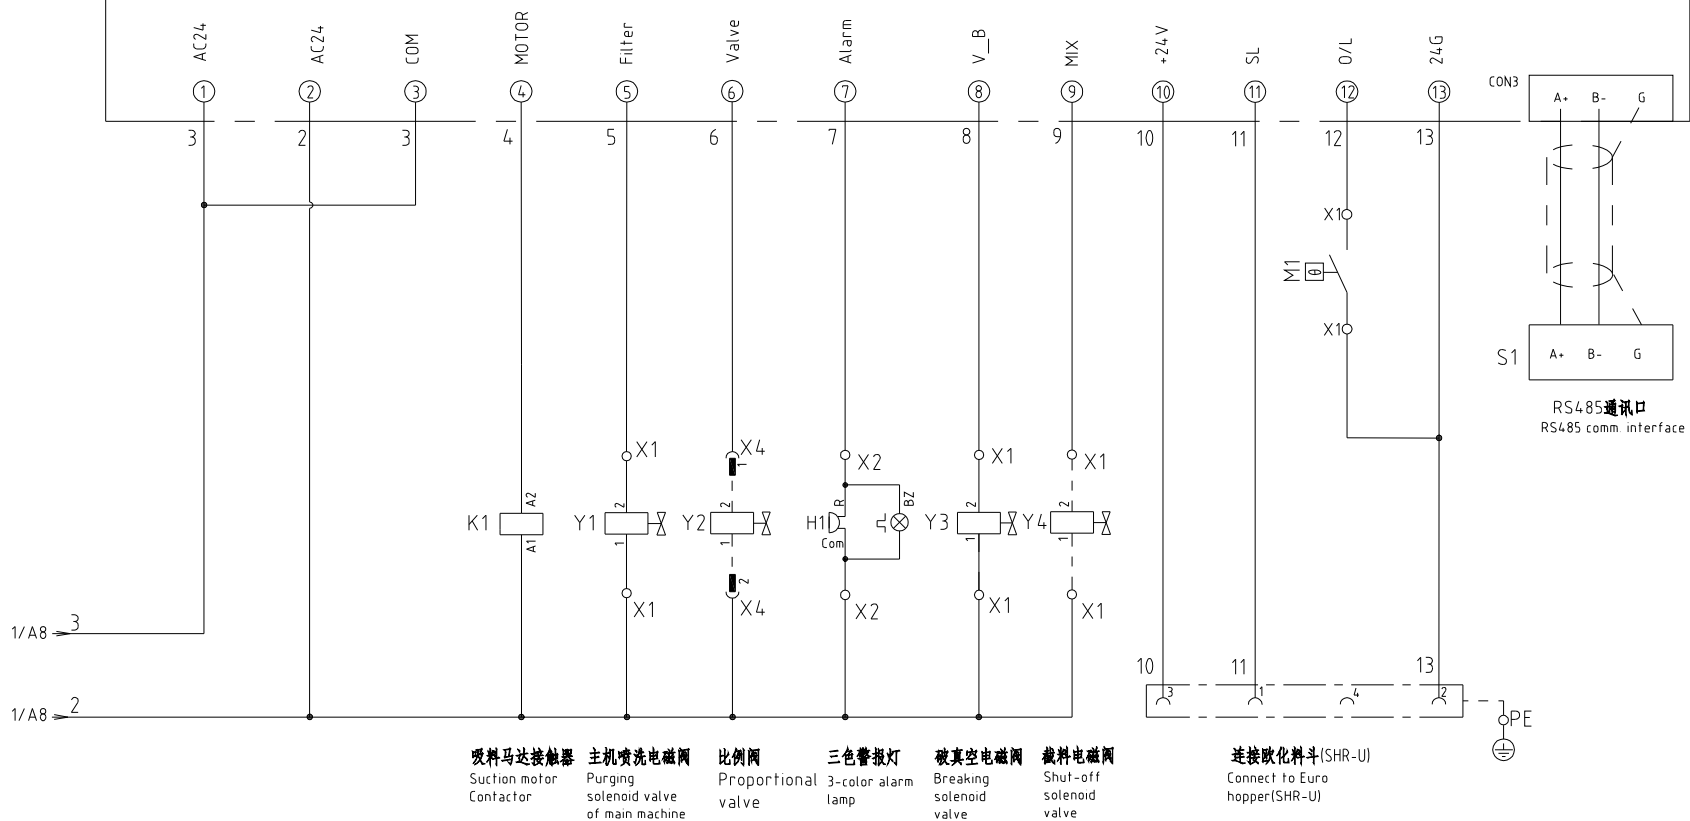 AC24 AC24 COM MOTOR Filter Valve Alarm V_B MIX +24V SL O/L 24G
1 2 3 4 5 6 7 8 9 10 11 12 13
CON3 A+ B- G
3 2 3 4 5 6 7 8 9 10 11 12 13
X1
M1 θ
X1
S1 A+ B- G
RS485通讯口
RS485 comm. interface
X1 X4 X2 X1 X1
1
A2 2 2 R BZ 2 2
K1 Y1 Y2 H1 Y3 Y4
A1 1 1 Com 1 1
2
X1 X4 X2 X1 X1
1/A8 3
10 11 13
3 1 4 2
1/A8 2
PE
吸料马达接触器
Suction motor
Contactor
主机喷洗电磁阀
Purging
solenoid valve
of main machine
比例阀
Proportional
valve
三色警报灯
3-color alarm
lamp
破真空电磁阀
Breaking
solenoid
valve
截料电磁阀
Shut-off
solenoid
valve
连接欧化料斗(SHR-U)
Connect to Euro
hopper(SHR-U)